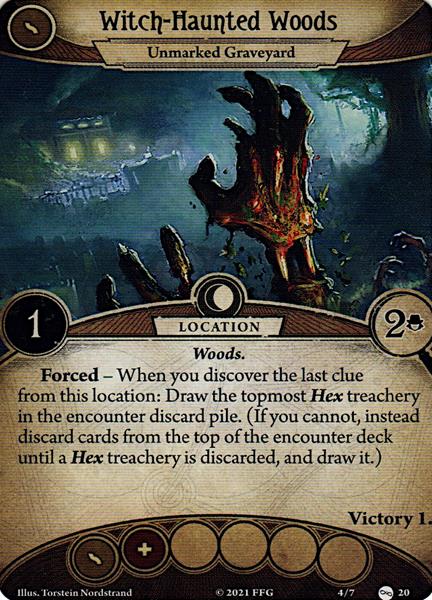 Witch-Haunted Woods
Unmarked Graveyard
1
2
LOCATION
Woods.
Forced – When you discover the last clue
from this location: Draw the topmost Hex treachery
in the encounter discard pile. (If you cannot, instead
discard cards from the top of the encounter deck
until a Hex treachery is discarded, and draw it.)
Victory 1.
Illus. Torstein Nordstrand © 2021 FFG 4/7 20